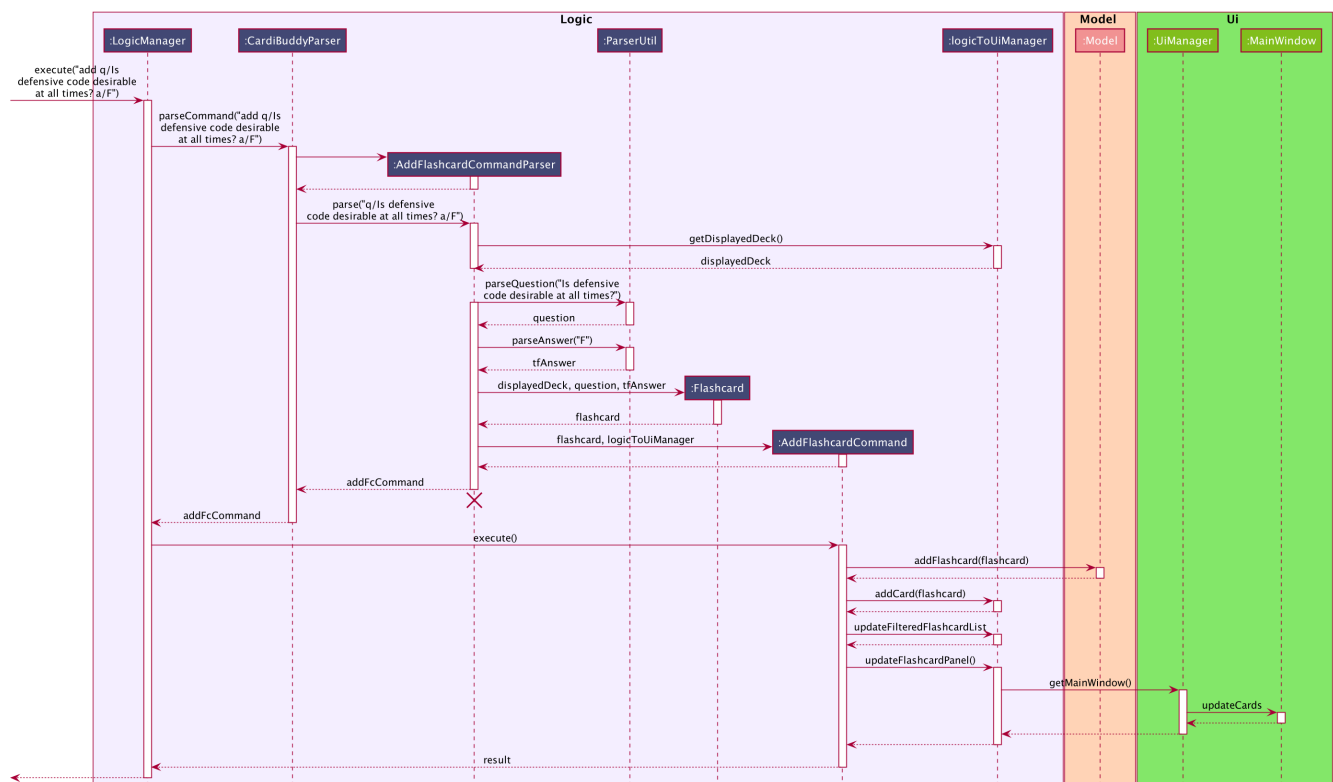 Logic
Model
Ui
:LogicManager
:CardiBuddyParser
:ParserUtil
:logicToUiManager
:Model
:UiManager
:MainWindow
execute("add q/Is
defensive code desirable
at all times? a/F")
parseCommand("add q/Is
defensive code desirable
at all times? a/F")
:AddFlashcardCommandParser
parse("q/Is defensive
code desirable at all times? a/F")
getDisplayedDeck()
displayedDeck
parseQuestion("Is defensive
code desirable at all times?")
question
parseAnswer("F")
tfAnswer
displayedDeck, question, tfAnswer
:Flashcard
flashcard
flashcard, logicToUiManager
:AddFlashcardCommand
addFcCommand
addFcCommand
execute()
addFlashcard(flashcard)
addCard(flashcard)
updateFilteredFlashcardList
updateFlashcardPanel()
getMainWindow()
updateCards
result